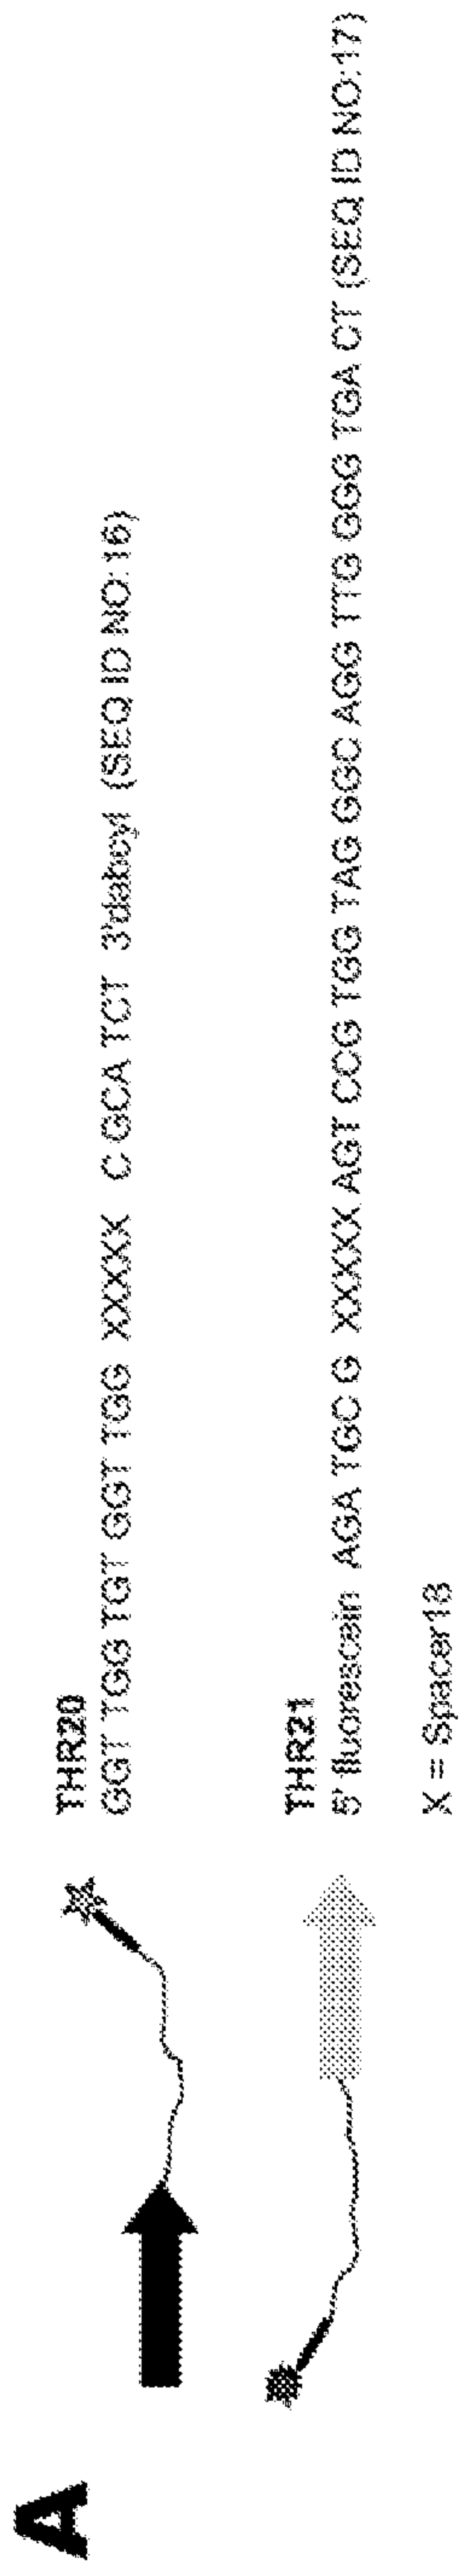 A
THR20
GGT TGG TGT GGT TGG XXXXX C GCA TCT 3'dabcyl (SEQ ID NO:16)
THR21
5' fluorescein AGA TGC G XXXXX AGT CCG TGG TAG GGC AGG TTG GGG TGA CT (SEQ ID NO:17)
X = Spacer18